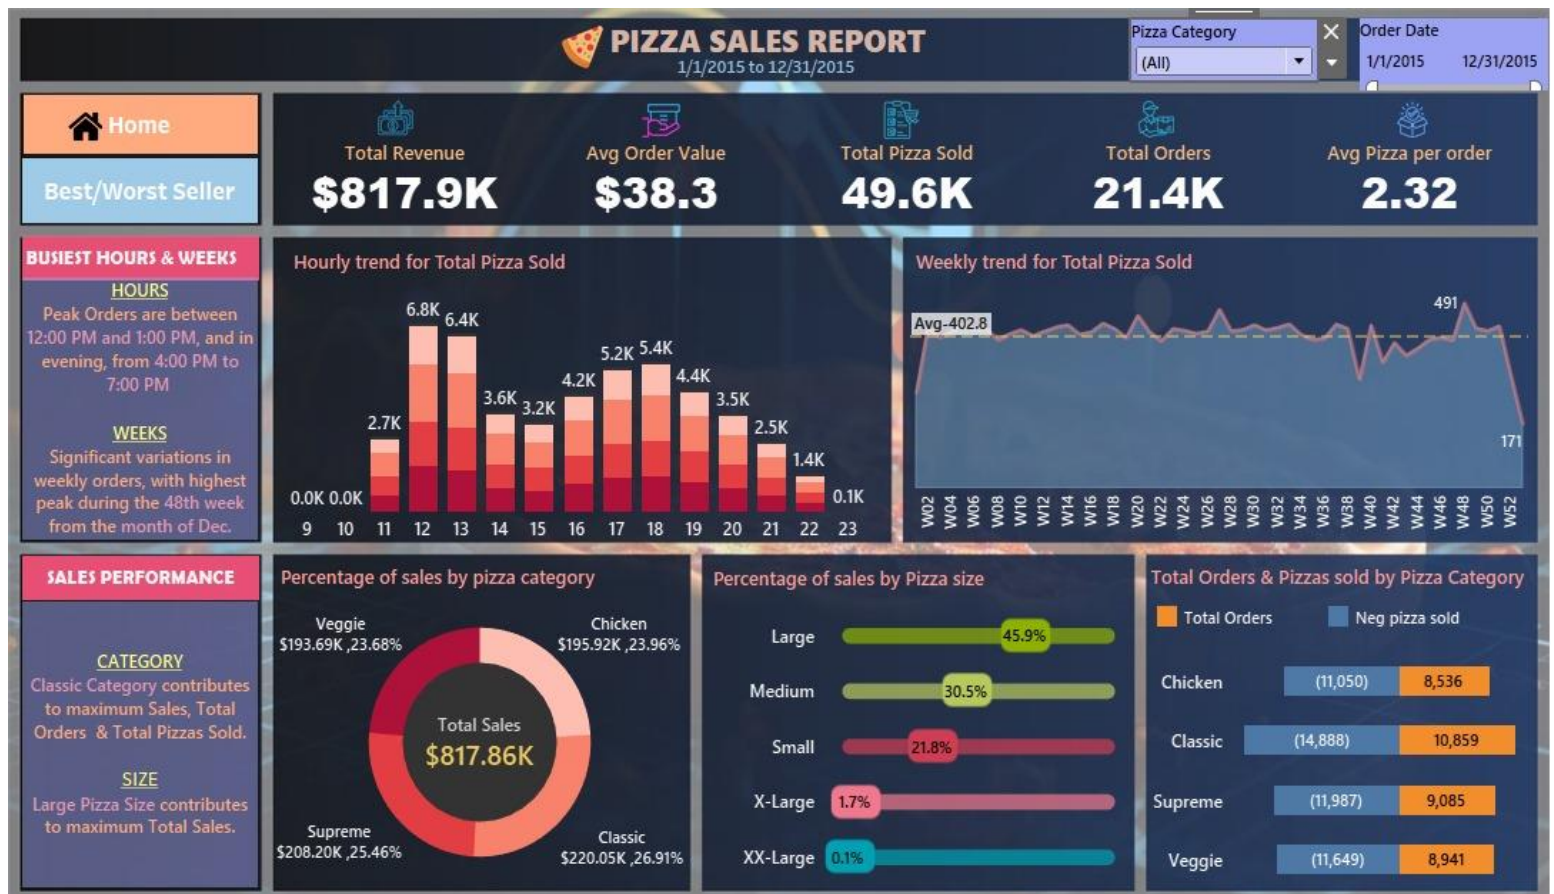 PIZZA SALES REPORT
1/1/2015 to 12/31/2015
Pizza Category
(All)
Order Date
1/1/2015 12/31/2015
Home
Best/Worst Seller
Total Revenue
$817.9K
Avg Order Value
$38.3
Total Pizza Sold
49.6K
Total Orders
21.4K
Avg Pizza per order
2.32
BUSIEST HOURS & WEEKS
HOURS
Peak Orders are between
12:00 PM and 1:00 PM, and in
evening, from 4:00 PM to
7:00 PM
WEEKS
Significant variations in
weekly orders, with highest
peak during the 48th week
from the month of Dec.
Hourly trend for Total Pizza Sold
0.0K 0.0K 2.7K 6.8K 6.4K 3.6K 3.2K 4.2K 5.2K 5.4K 4.4K 3.5K 2.5K 1.4K 0.1K
9 10 11 12 13 14 15 16 17 18 19 20 21 22 23
Weekly trend for Total Pizza Sold
Avg-402.8
491
171
W02 W04 W06 W08 W10 W12 W14 W16 W18 W20 W22 W24 W26 W28 W30 W32 W34 W36 W38 W40 W42 W44 W46 W48 W50 W52
SALES PERFORMANCE
CATEGORY
Classic Category contributes
to maximum Sales, Total
Orders & Total Pizzas Sold.
SIZE
Large Pizza Size contributes
to maximum Total Sales.
Percentage of sales by pizza category
Veggie
$193.69K ,23.68%
Chicken
$195.92K ,23.96%
Total Sales
$817.86K
Supreme
$208.20K ,25.46%
Classic
$220.05K ,26.91%
Percentage of sales by Pizza size
Large 45.9%
Medium 30.5%
Small 21.8%
X-Large 1.7%
XX-Large 0.1%
Total Orders & Pizzas sold by Pizza Category
Total Orders Neg pizza sold
Chicken (11,050) 8,536
Classic (14,888) 10,859
Supreme (11,987) 9,085
Veggie (11,649) 8,941